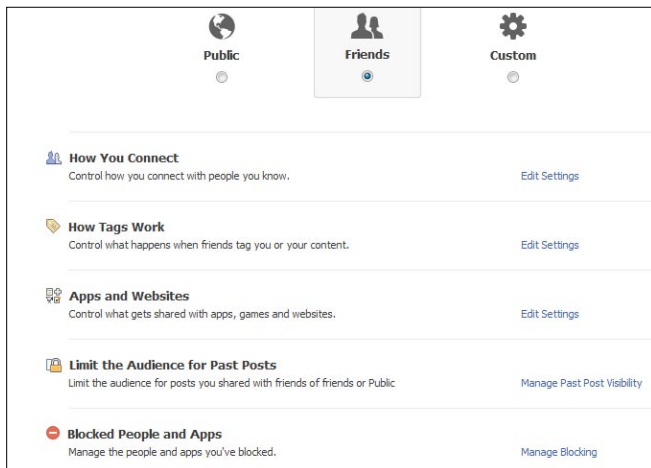 Public Friends Custom
How You Connect
Control how you connect with people you know. Edit Settings
How Tags Work
Control what happens when friends tag you or your content. Edit Settings
Apps and Websites
Control what gets shared with apps, games and websites. Edit Settings
Limit the Audience for Past Posts
Limit the audience for posts you shared with friends of friends or Public Manage Past Post Visibility
Blocked People and Apps
Manage the people and apps you've blocked. Manage Blocking